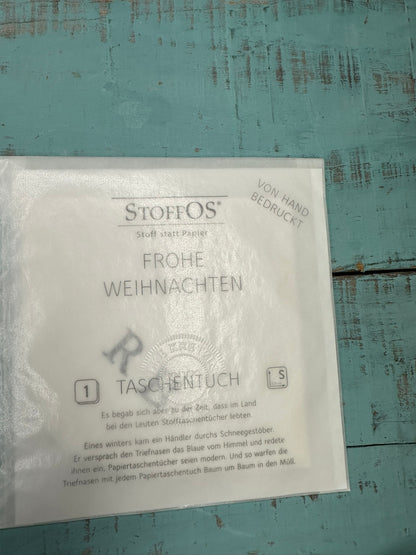 STOFFOS®
Stoff statt Papier
VON HAND
BEDRUCKT
FROHE
WEIHNACHTEN
R
1
TASCHENTUCH
S
Es begab sich aber zu der Zeit, dass im Land
bei den Leuten Stofftaschentücher lebten.
Eines winters kam ein Händler durchs Schneegestöber.
Er versprach den Triefnasen das Blaue vom Himmel und redete
ihnen ein, Papiertaschentücher seien modern. Und so warfen die
Triefnasen mit jedem Papiertaschentuch Baum um Baum in den Müll.